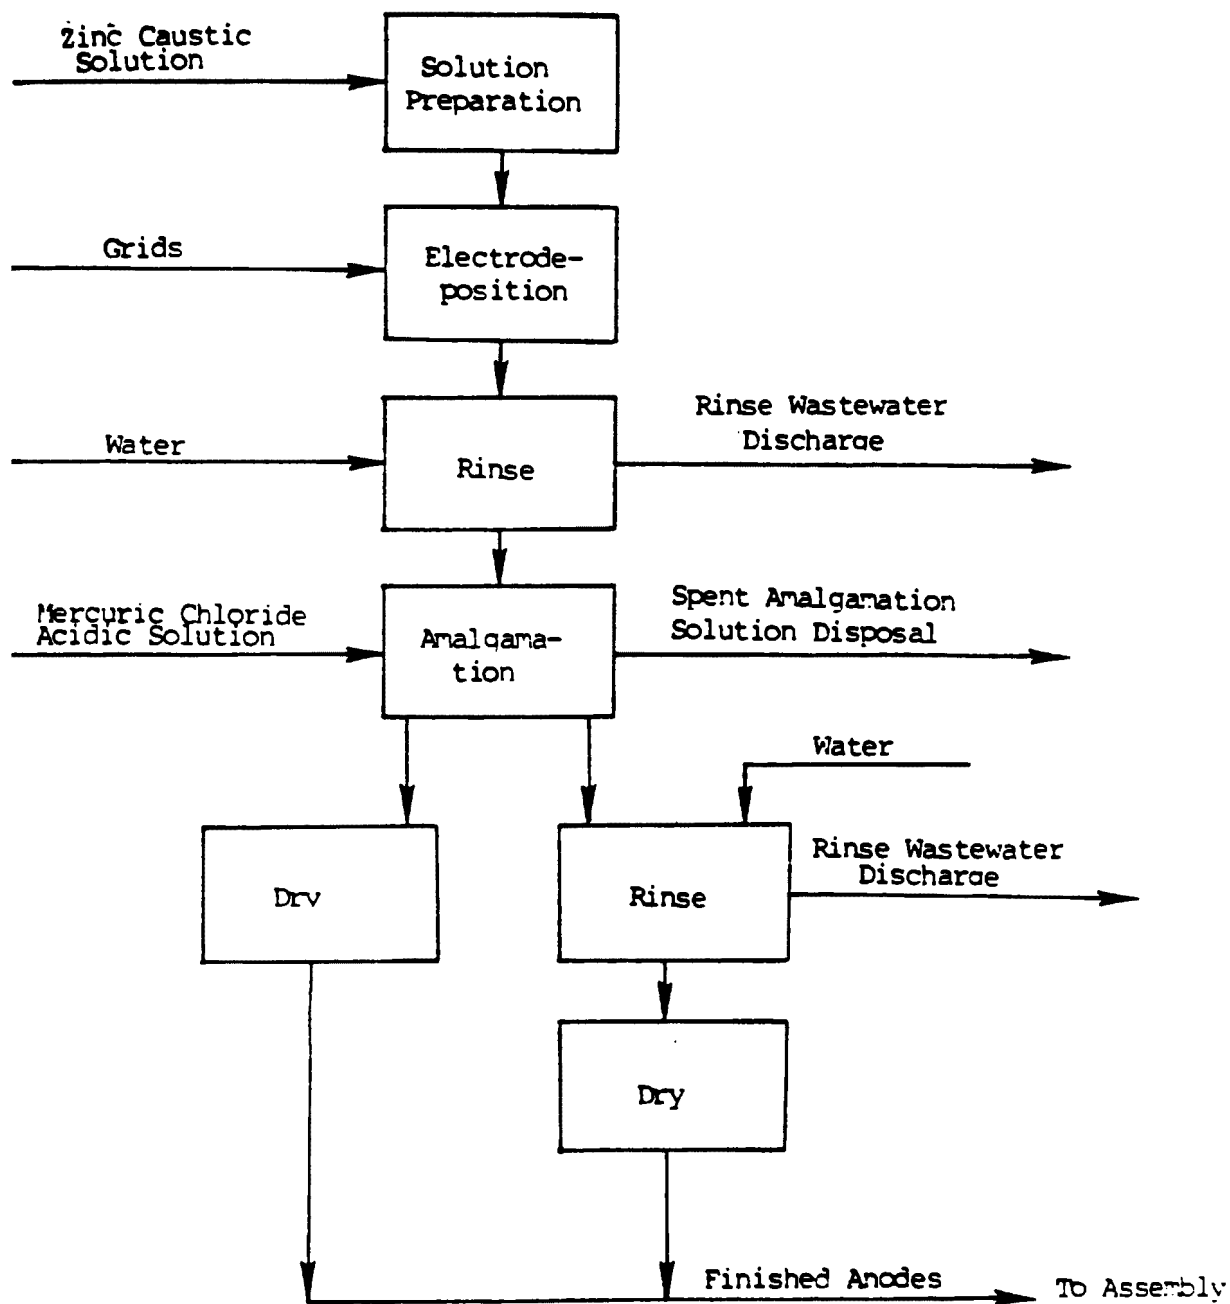 Zinc Caustic
Solution
Solution
Preparation
Grids
Electrode-
position
Water
Rinse
Rinse Wastewater
Discharge
Mercuric Chloride
Acidic Solution
Amalgama-
tion
Spent Amalgamation
Solution Disposal
Water
Dry
Rinse
Rinse Wastewater
Discharge
Dry
Finished Anodes
To Assembly